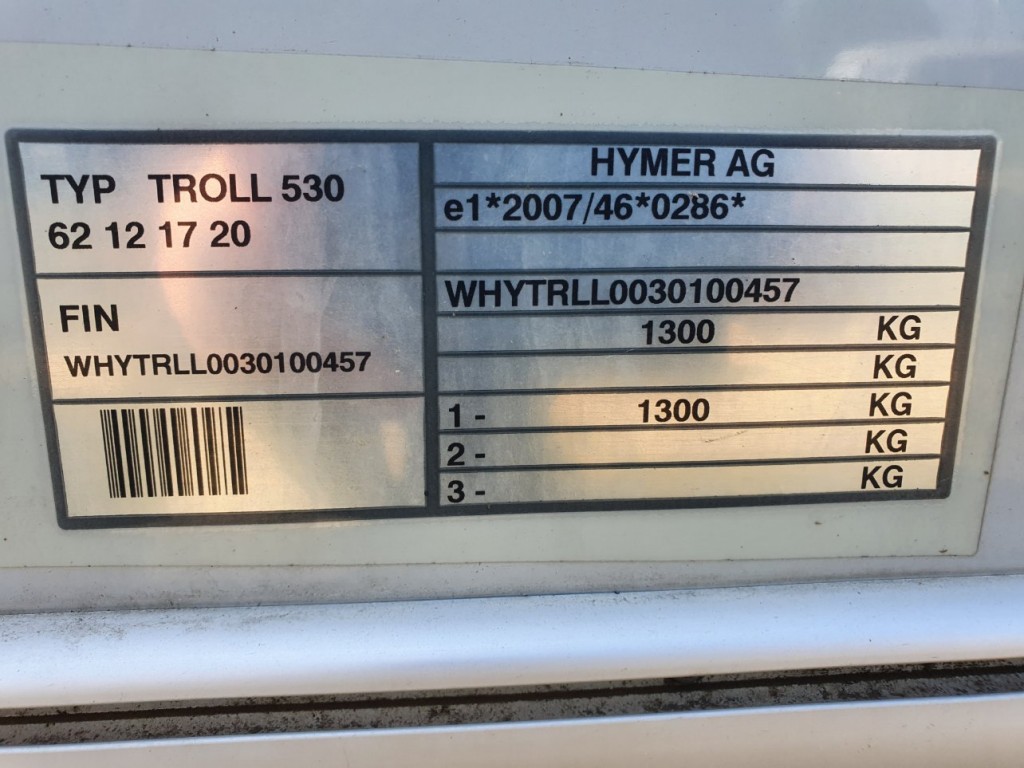 TYP TROLL 530
62 12 17 20
FIN
WHYTRLL0030100457
HYMER AG
e1*2007/46*0286*
WHYTRLL0030100457
1300 KG
KG
1 - 1300 KG
2 - KG
3 - KG